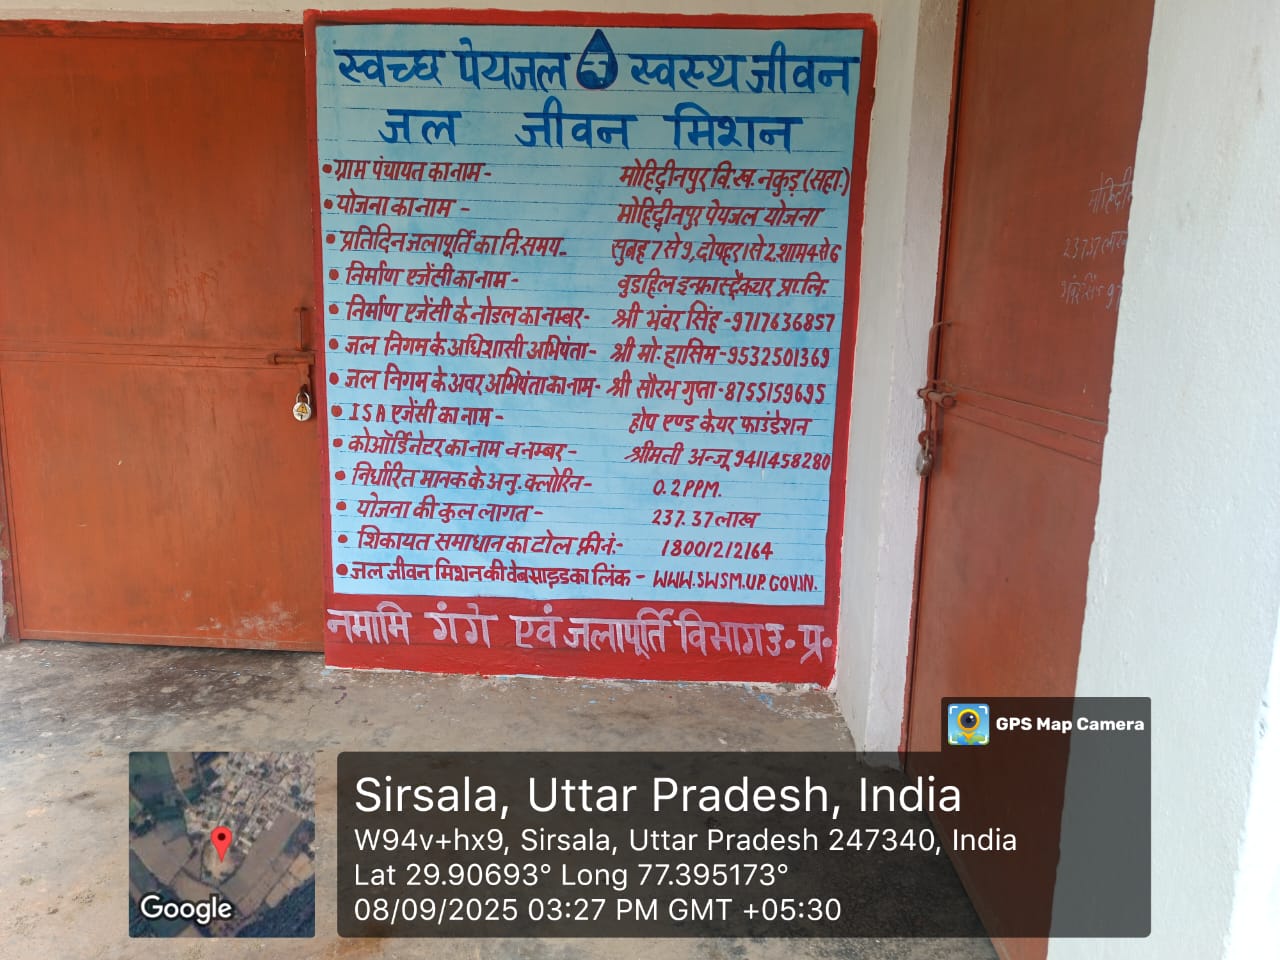 स्वच्छ पेयजल स्वस्थ जीवन
जल जीवन मिशन
• ग्राम पंचायत का नाम - मोहिद्दीनपुर वि.ख. नकुड़ (सहा.)
• योजना का नाम - मोहिद्दीनपुर पेयजल योजना
• प्रतिदिन जलापूर्ति का नि. समय- सुबह 7 से 9, दोपहर 1 से 2, शाम 4 से 6
• निर्माण एजेंसी का नाम - वुडहिल इन्फ्रास्ट्रैक्चर प्रा. लि.
• निर्माण एजेंसी के नोडल का नम्बर- श्री भंवर सिंह - 9717636857
• जल निगम के अधिशासी अभिंयता- श्री मो. हासिम - 9532501369
• जल निगम के अवर अभिंयता का नाम- श्री सौरभ गुप्ता - 8755159695
• ISA एजेंसी का नाम - होप एण्ड केयर फाउंडेशन
• कोऑर्डिनेटर का नाम व नम्बर- श्रीमती अन्जू 9411458280
• निर्धारित मानक के अनु. क्लोरिन- 0.2 PPM.
• योजना की कुल लागत - 237.37 लाख
• शिकायत समाधान का टोल फ्री नं:- 18001212164
• जल जीवन मिशन की वेबसाइड का लिंक - WWW.SWSM.UP.GOV.IN.
नमामि गंगे एवं जलापूर्ति विभाग उ. प्र.
237.37 लाख
GPS Map Camera
Sirsala, Uttar Pradesh, India
W94v+hx9, Sirsala, Uttar Pradesh 247340, India
Lat 29.90693° Long 77.395173°
08/09/2025 03:27 PM GMT +05:30
Google